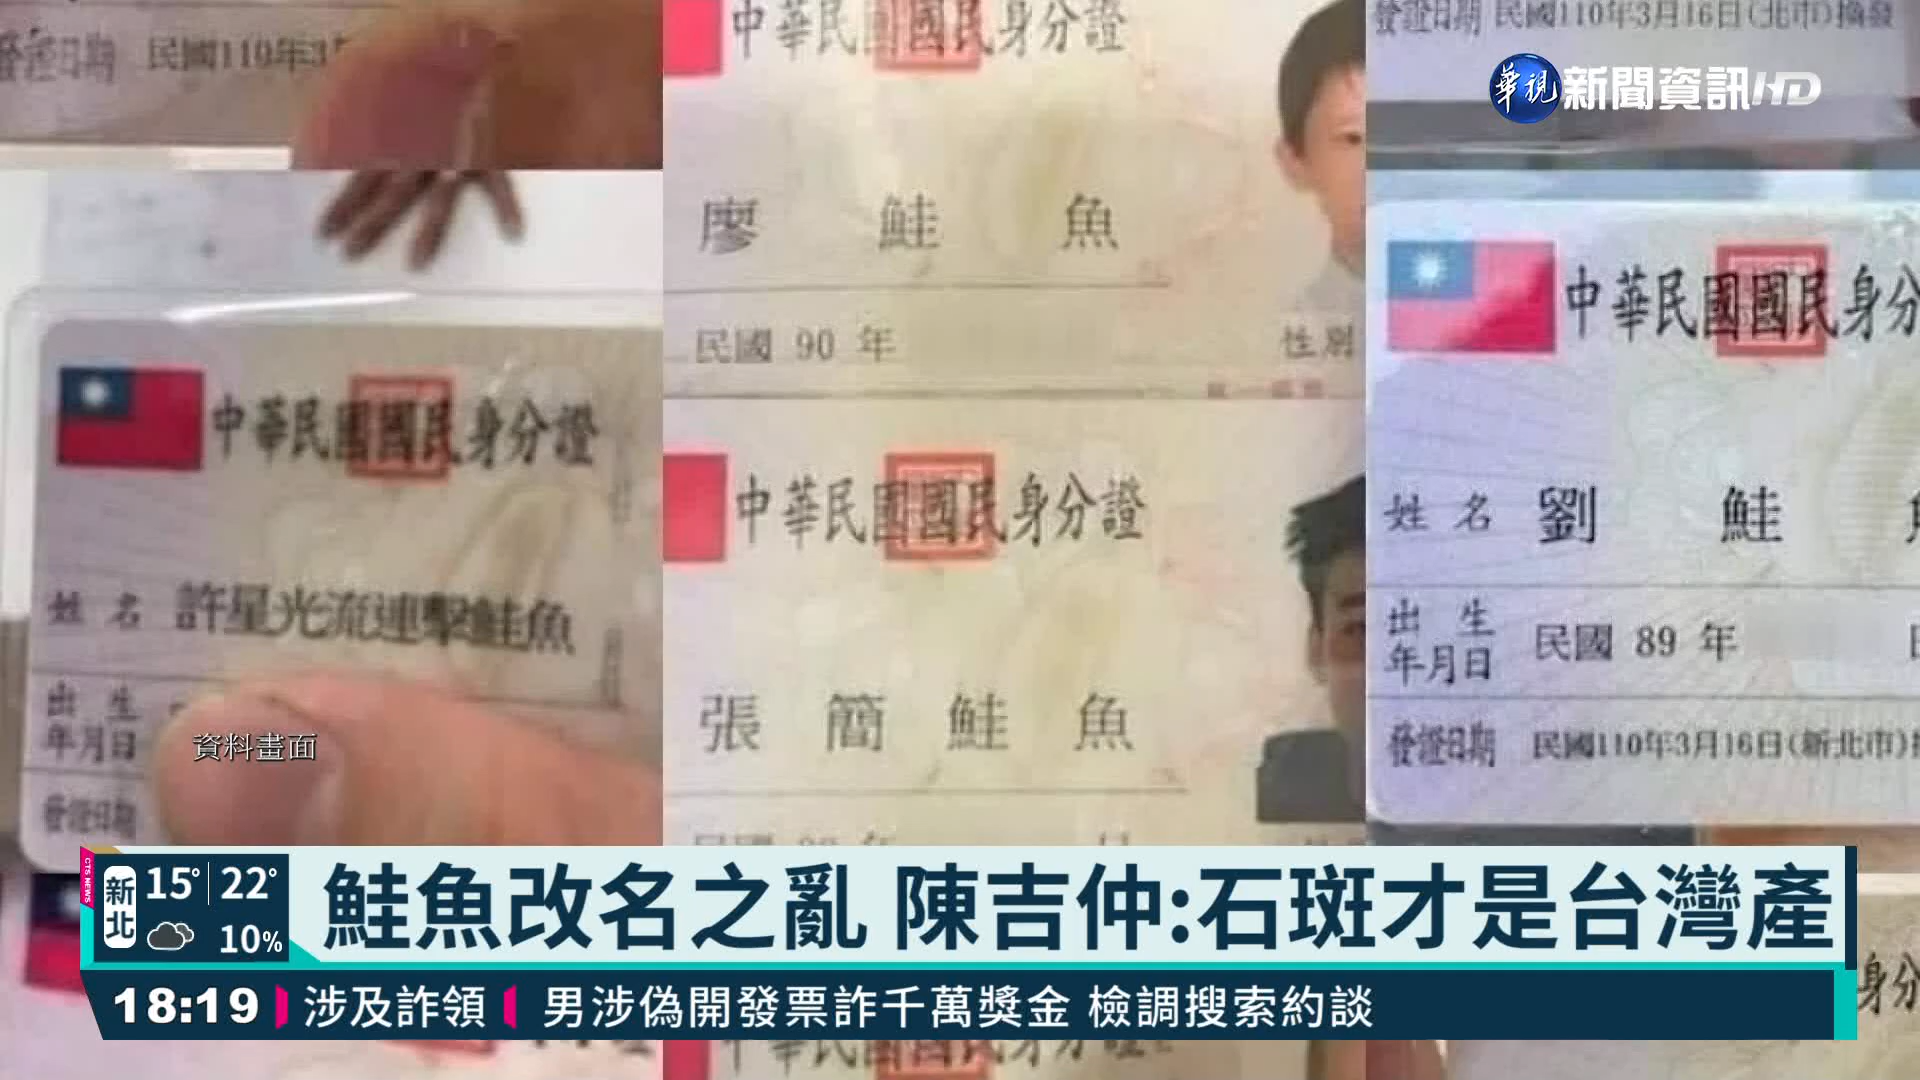 發證日期 民國110年3
中華民國國民身分證
廖 鮭 魚
民國 90 年
性別
發證日期 民國110年3月16日(北市)換發
華視新聞資訊HD
中華民國國民身分證
姓名 許星光流連擊鮭魚
出生年月日
發證日期
資料畫面
中華民國國民身分證
張 簡 鮭 魚
中華民國國民身分
姓名 劉 鮭
出生年月日 民國 89 年
發證日期 民國110年3月16日(新北市)
CTS NEWS
新北 15° 22°
10%
鮭魚改名之亂 陳吉仲:石斑才是台灣產
18:19 涉及詐領 男涉偽開發票詐千萬獎金 檢調搜索約談
身分